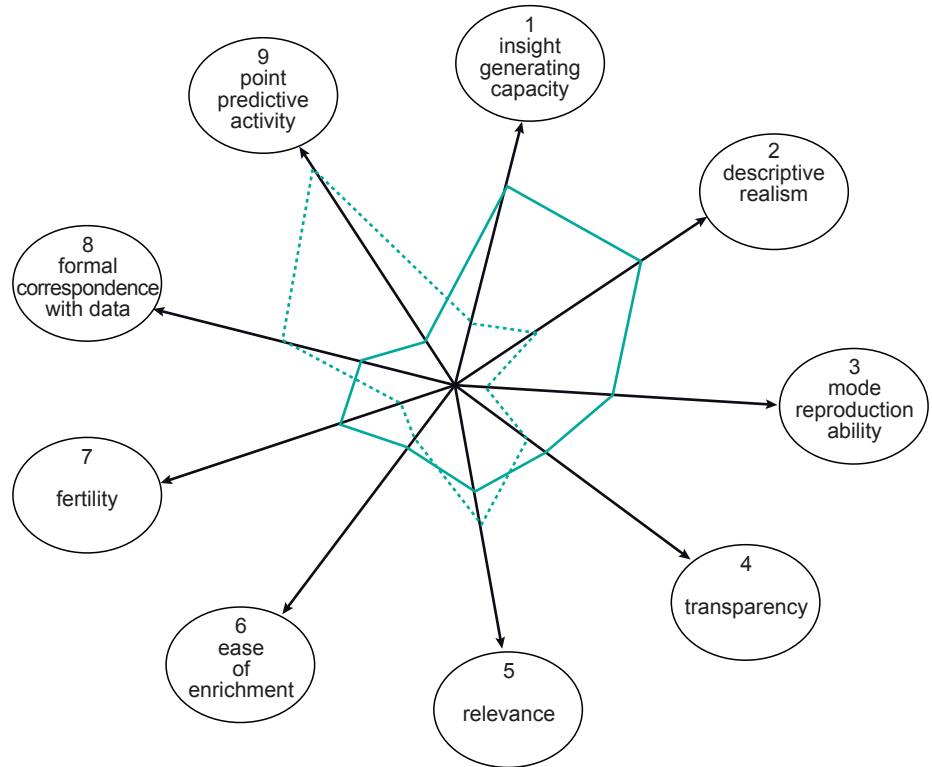 1
insight
generating
capacity
2
descriptive
realism
3
mode
reproduction
ability
4
transparency
5
relevance
6
ease
of
enrichment
7
fertility
8
formal
correspondence
with data
9
point
predictive
activity